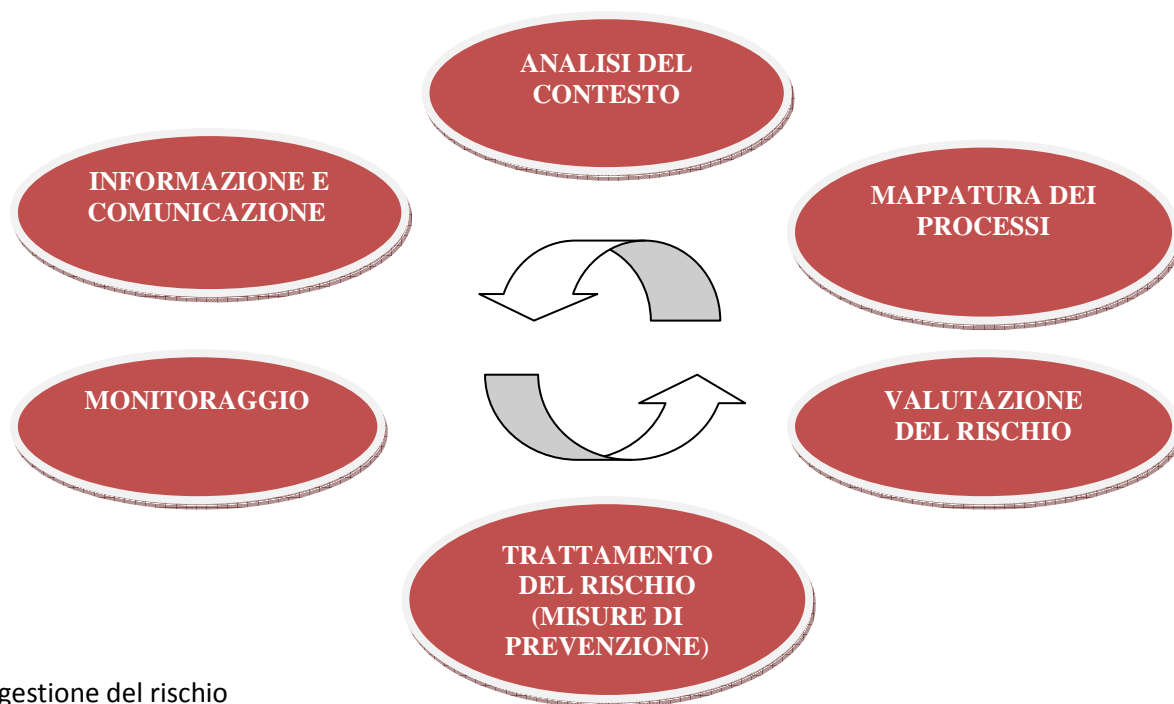 ANALISI DEL
CONTESTO
INFORMAZIONE E
COMUNICAZIONE
MAPPATURA DEI
PROCESSI
MONITORAGGIO
VALUTAZIONE
DEL RISCHIO
TRATTAMENTO
DEL RISCHIO
(MISURE DI
PREVENZIONE)
gestione del rischio